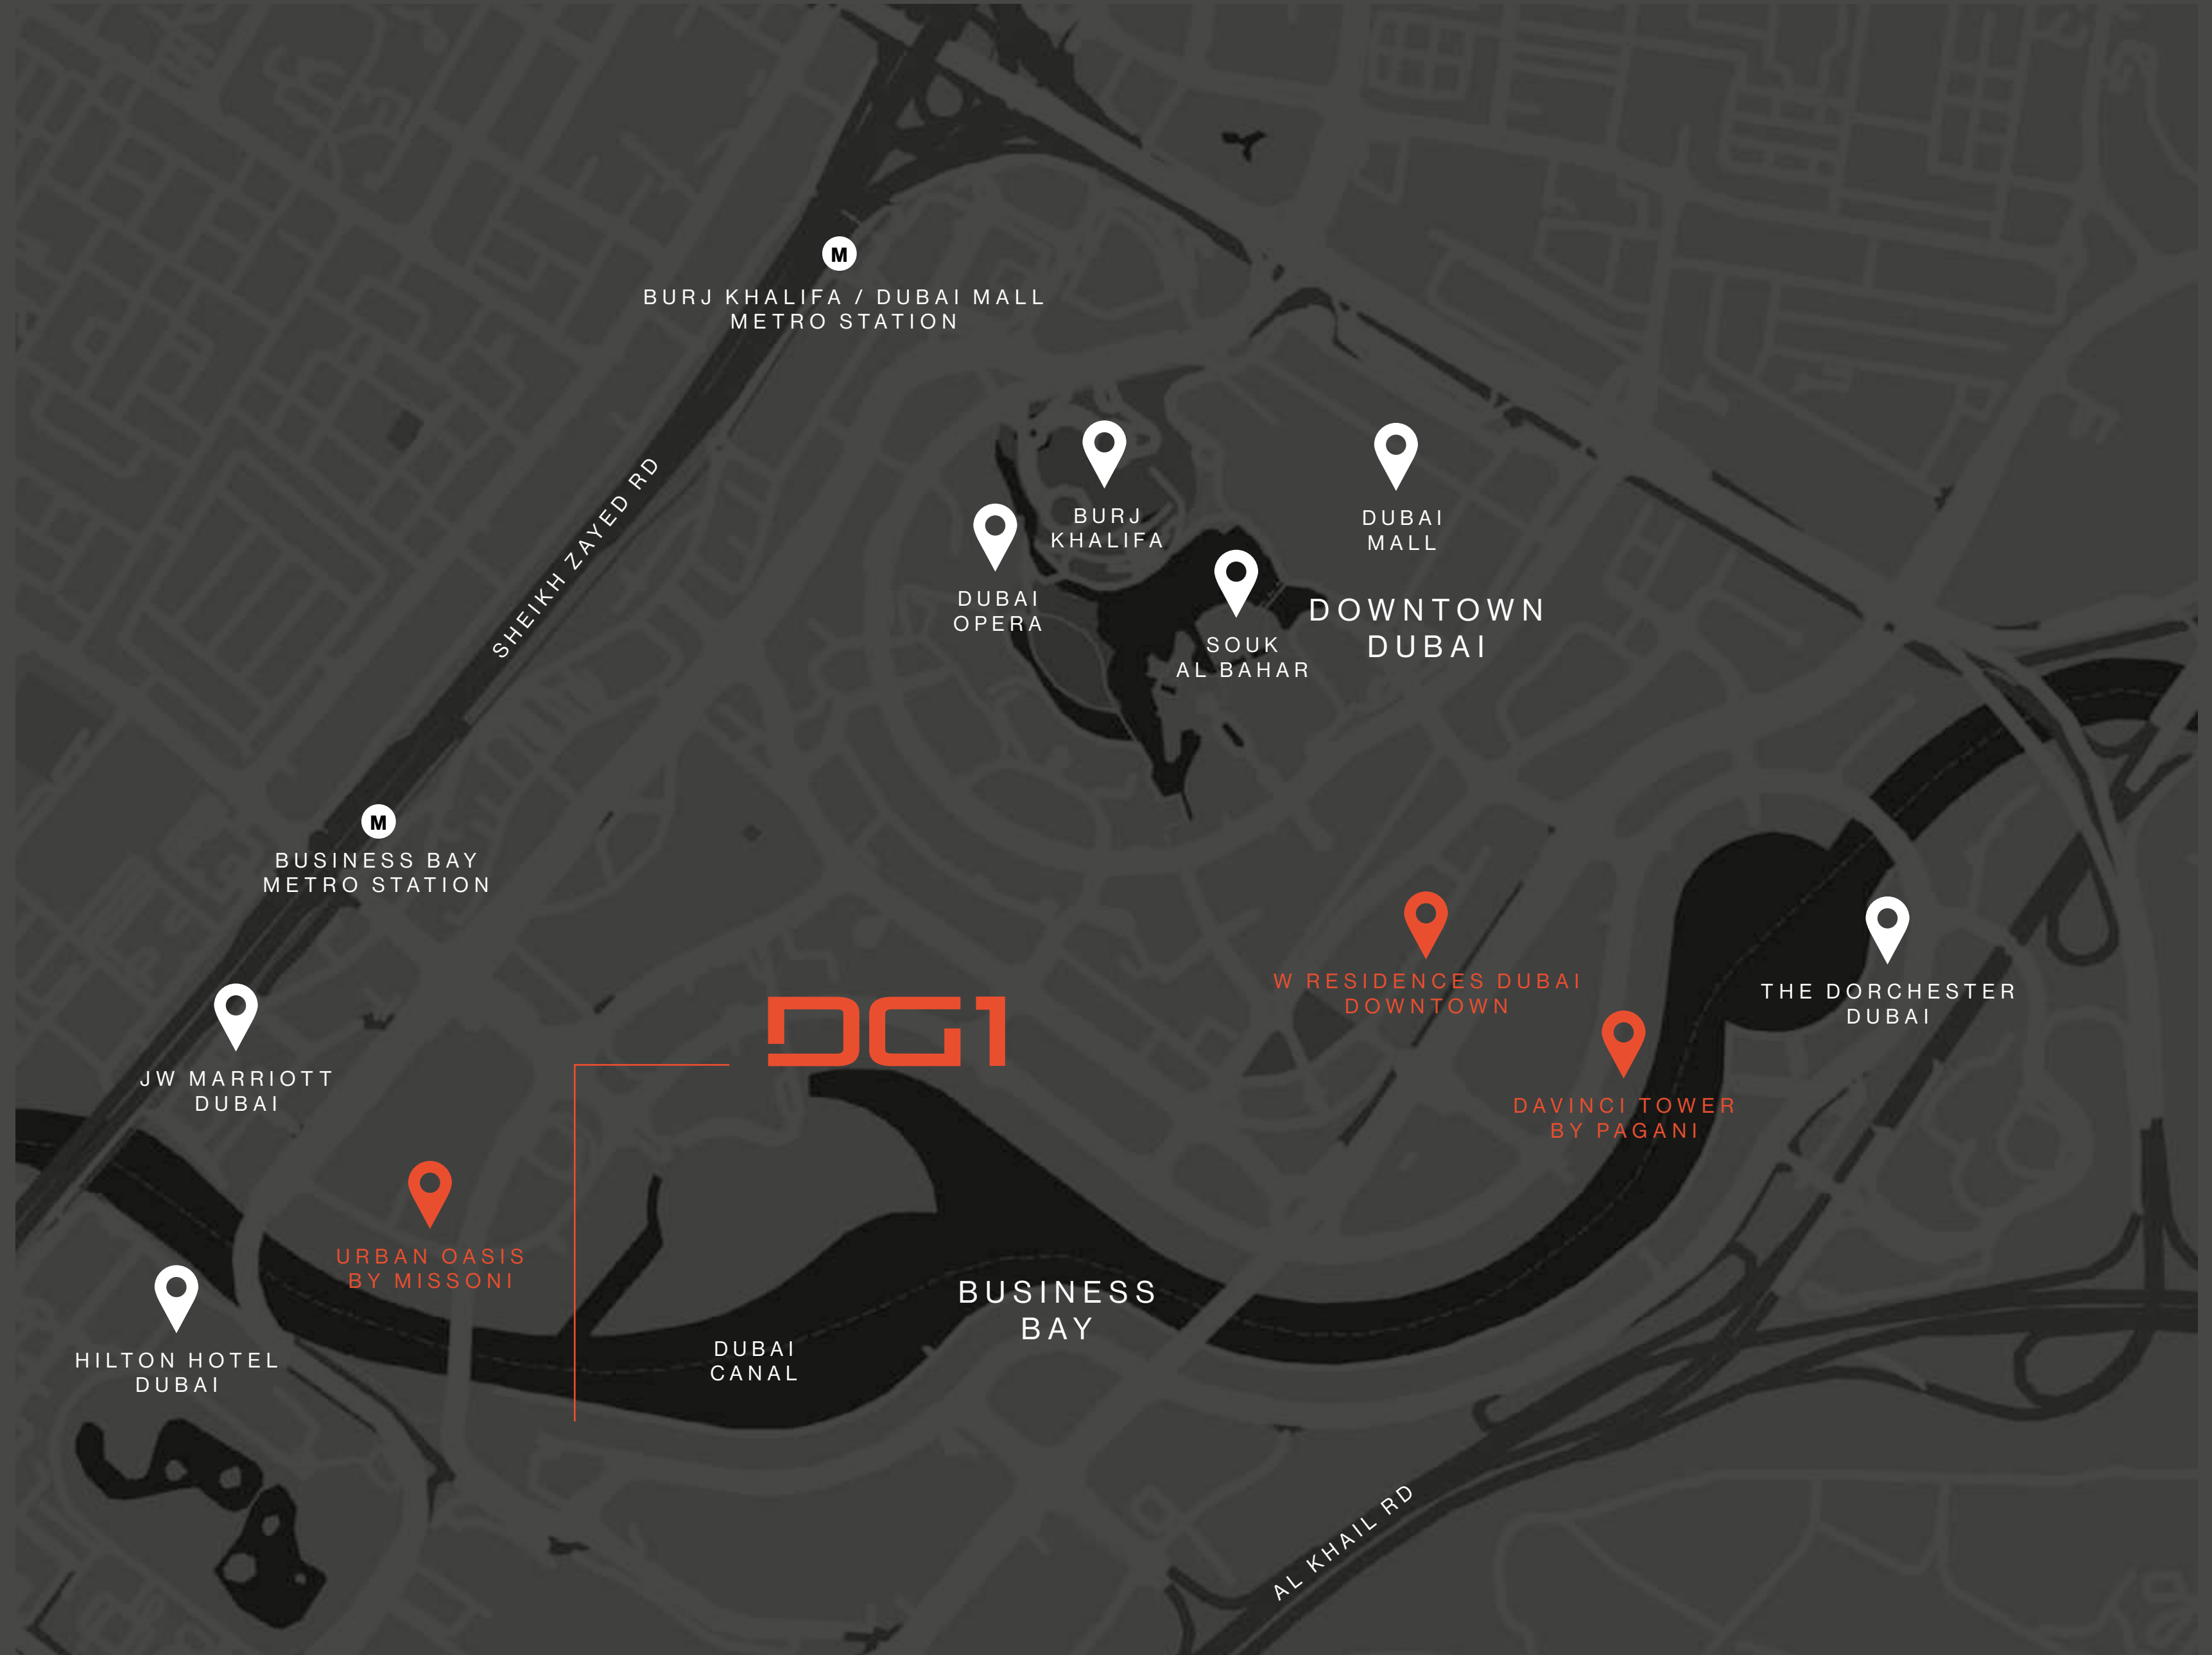 M
BURJ KHALIFA / DUBAI MALL
METRO STATION
SHEIKH ZAYED RD
BURJ
KHALIFA
DUBAI
MALL
DUBAI
OPERA
SOUK
AL BAHAR
DOWNTOWN
DUBAI
M
BUSINESS BAY
METRO STATION
W RESIDENCES DUBAI
DOWNTOWN
THE DORCHESTER
DUBAI
DG1
JW MARRIOTT
DUBAI
DAVINCI TOWER
BY PAGANI
URBAN OASIS
BY MISSONI
BUSINESS
BAY
DUBAI
CANAL
HILTON HOTEL
DUBAI
AL KHAIL RD